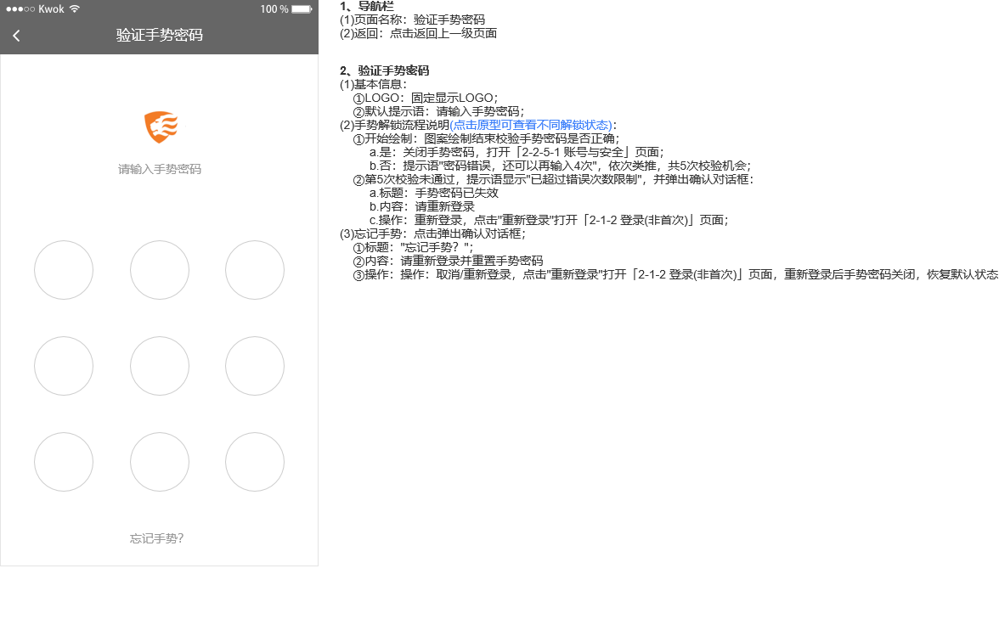 Kwok
100 %
验证手势密码
请输入手势密码
忘记手势?
1、导航栏
(1)页面名称：验证手势密码
(2)返回：点击返回上一级页面
2、验证手势密码
(1)基本信息：
①LOGO：固定显示LOGO；
②默认提示语：请输入手势密码；
(2)手势解锁流程说明(点击原型可查看不同解锁状态)：
①开始绘制：图案绘制结束校验手势密码是否正确；
a.是：关闭手势密码，打开「2-2-5-1 账号与安全」页面；
b.否：提示语"密码错误，还可以再输入4次"，依次类推，共5次校验机会；
②第5次校验未通过，提示语显示"已超过错误次数限制"，并弹出确认对话框：
a.标题：手势密码已失效
b.内容：请重新登录
c.操作：重新登录，点击"重新登录"打开「2-1-2 登录(非首次)」页面；
(3)忘记手势：点击弹出确认对话框；
①标题："忘记手势？"；
②内容：请重新登录并重置手势密码
③操作：操作：取消/重新登录，点击"重新登录"打开「2-1-2 登录(非首次)」页面，重新登录后手势密码关闭，恢复默认状态